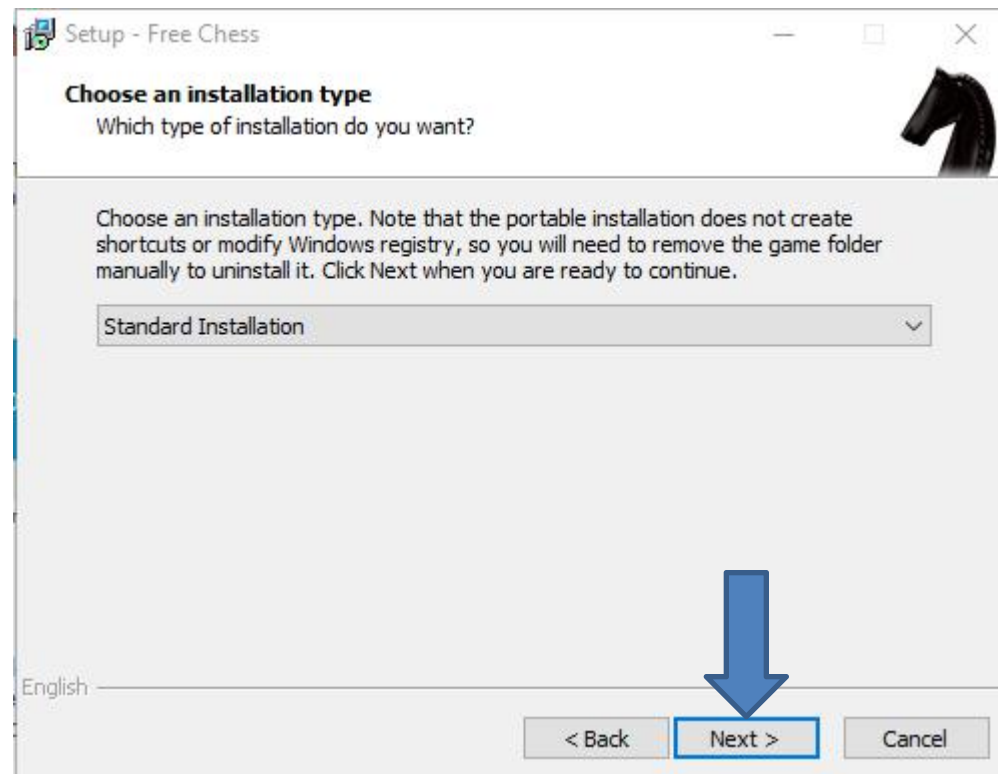 Setup - Free Chess
Choose an installation type
Which type of installation do you want?
Choose an installation type. Note that the portable installation does not create
shortcuts or modify Windows registry, so you will need to remove the game folder
manually to uninstall it. Click Next when you are ready to continue.
Standard Installation
English
< Back Next > Cancel